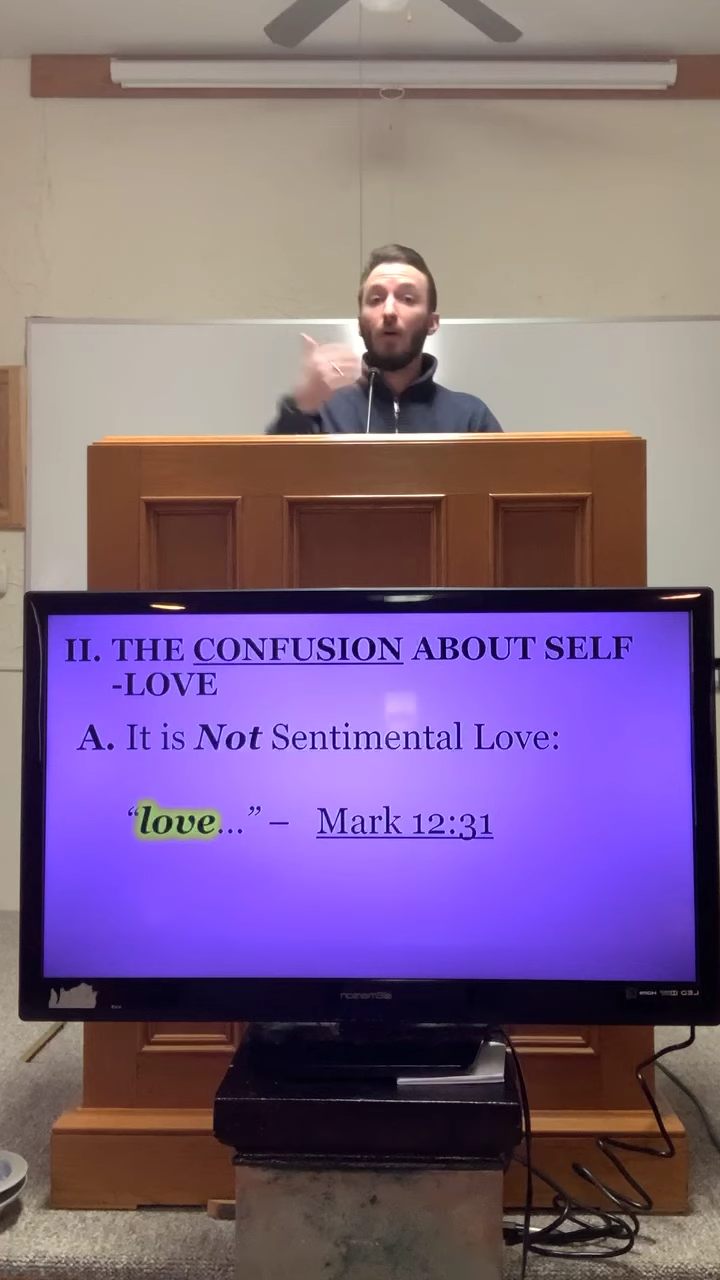 II. THE CONFUSION ABOUT SELF
-LOVE
A. It is Not Sentimental Love:
“love...” – Mark 12:31